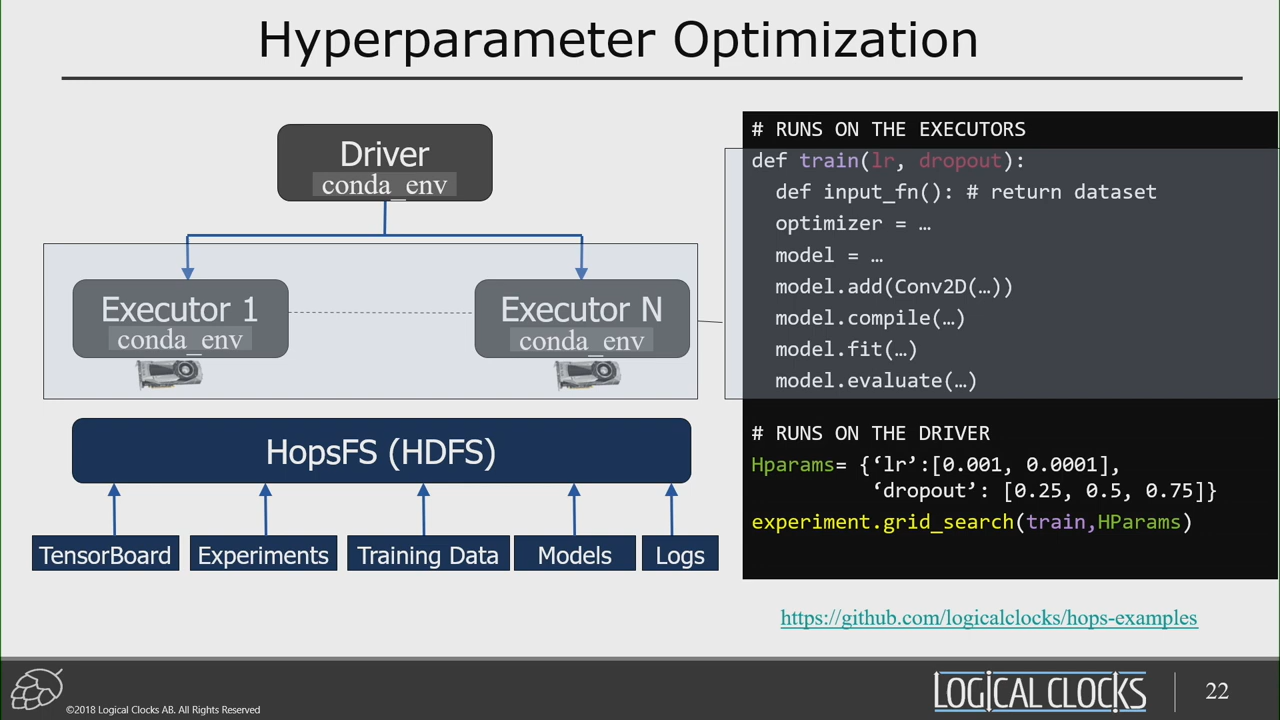 Hyperparameter Optimization
Driver
conda_env
Executor 1
conda_env
Executor N
conda_env
HopsFS (HDFS)
TensorBoard
Experiments
Training Data
Models
Logs
# RUNS ON THE EXECUTORS
def train(lr, dropout):
def input_fn(): # return dataset
optimizer = …
model = …
model.add(Conv2D(…))
model.compile(…)
model.fit(…)
model.evaluate(…)
# RUNS ON THE DRIVER
Hparams= {‘lr’:[0.001, 0.0001],
‘dropout’: [0.25, 0.5, 0.75]}
experiment.grid_search(train,HParams)
https://github.com/logicalclocks/hops-examples
©2018 Logical Clocks AB. All Rights Reserved
LOGICAL CLOCKS
22